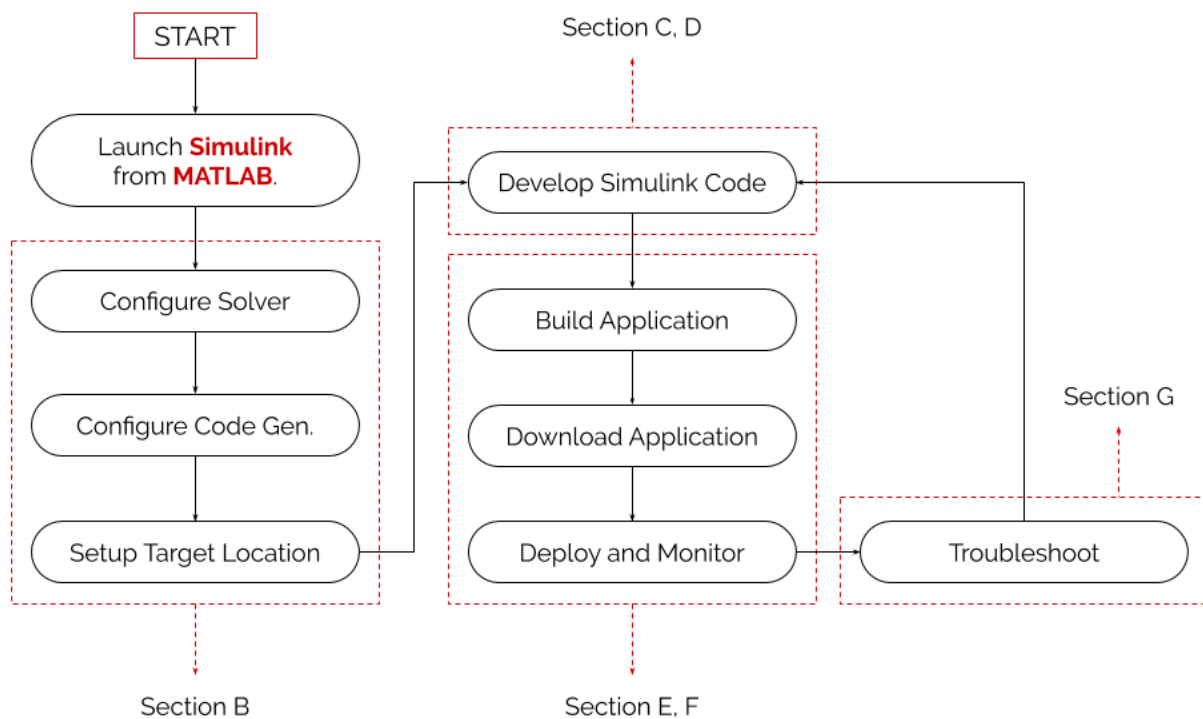 START
Launch Simulink
from MATLAB.
Configure Solver
Configure Code Gen.
Setup Target Location
Section B
Section C, D
Develop Simulink Code
Build Application
Download Application
Deploy and Monitor
Section E, F
Section G
Troubleshoot